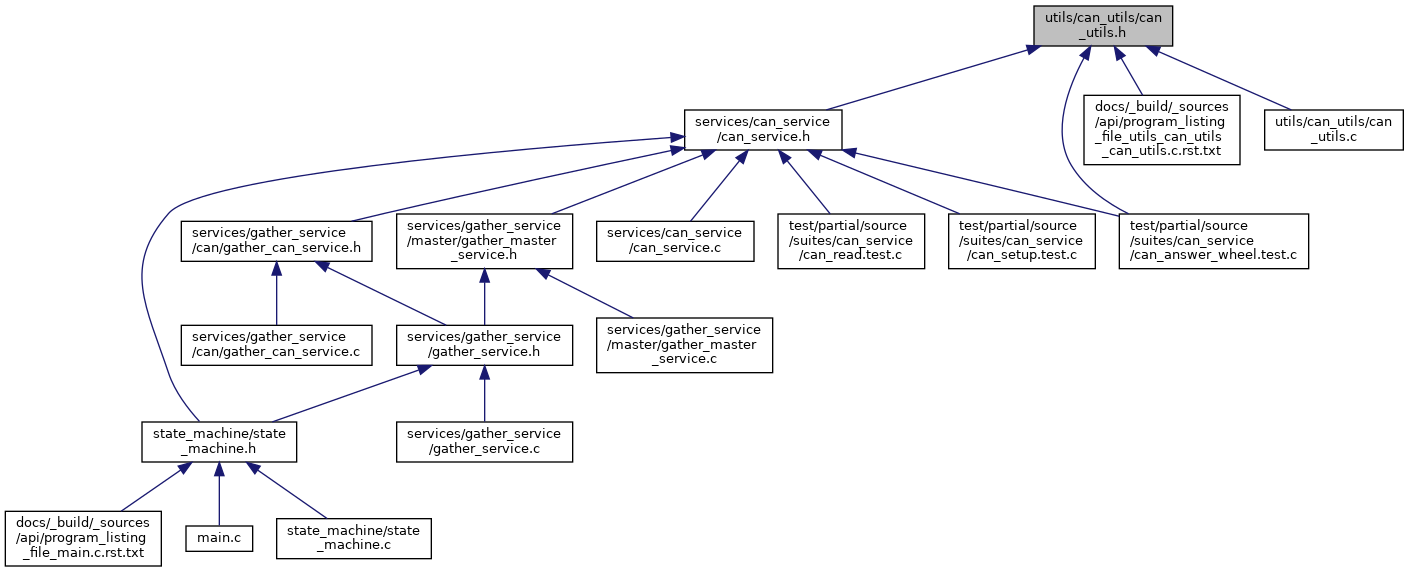 utils/can_utils/can
_utils.h
services/can_service
/can_service.h
docs/_build/_sources
/api/program_listing
_file_utils_can_utils
_can_utils.c.rst.txt
utils/can_utils/can
_utils.c
services/gather_service
/can/gather_can_service.h
services/gather_service
/master/gather_master
_service.h
services/can_service
/can_service.c
test/partial/source
/suites/can_service
/can_read.test.c
test/partial/source
/suites/can_service
/can_setup.test.c
test/partial/source
/suites/can_service
/can_answer_wheel.test.c
services/gather_service
/can/gather_can_service.c
services/gather_service
/gather_service.h
services/gather_service
/master/gather_master
_service.c
state_machine/state
_machine.h
services/gather_service
/gather_service.c
docs/_build/_sources
/api/program_listing
_file_main.c.rst.txt
main.c
state_machine/state
_machine.c